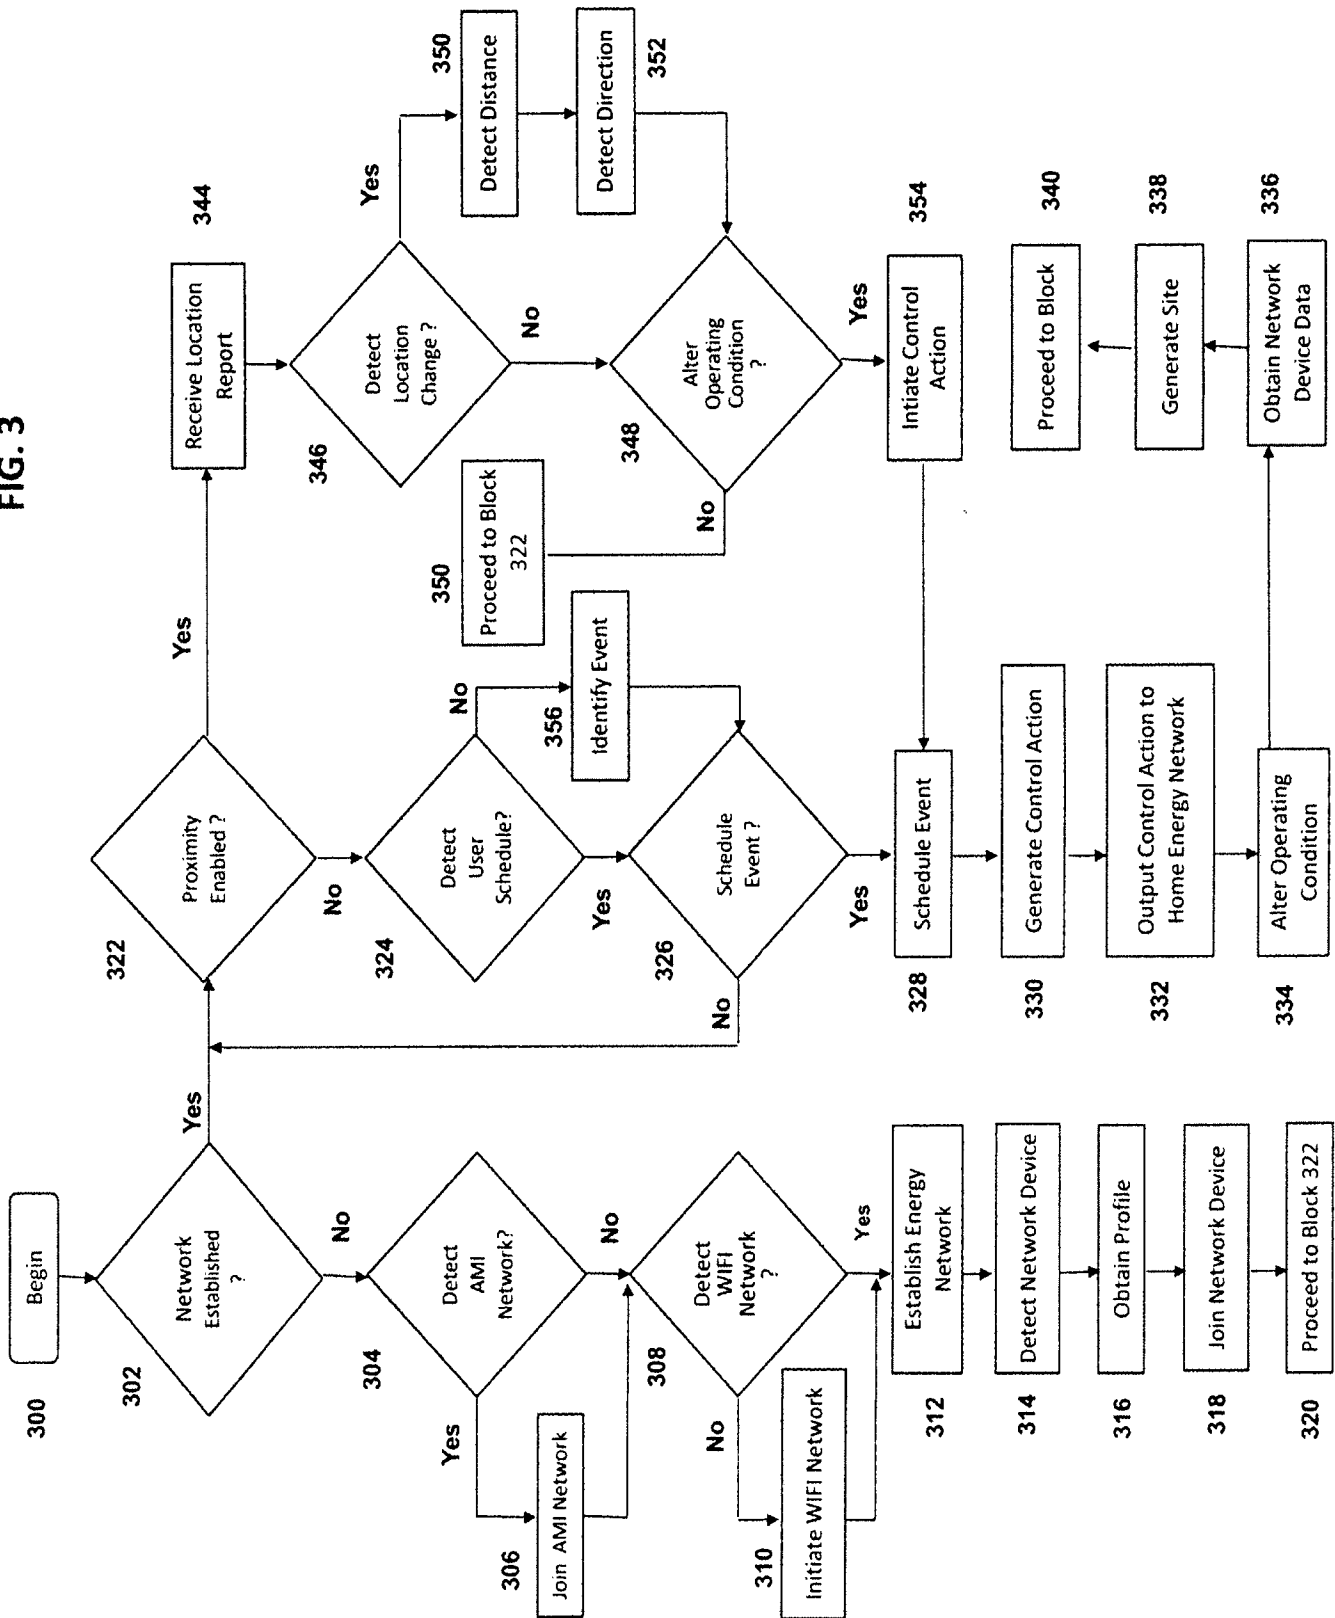 FIG. 3
300
Begin
302
Network
Established
?
Yes
No
304
Detect
AMI
Network?
Yes
306
Join AMI Network
No
308
Detect
WIFI
Network
?
No
310
Initiate WIFI Network
Yes
312
Establish Energy
Network
314
Detect Network Device
316
Obtain Profile
318
Join Network Device
320
Proceed to Block 322
322
Proximity
Enabled ?
Yes
No
324
Detect
User
Schedule?
No
356
Identify Event
Yes
326
Schedule
Event ?
No
Yes
328
Schedule Event
330
Generate Control Action
332
Output Control Action to
Home Energy Network
334
Alter Operating
Condition
344
Receive Location
Report
346
Detect
Location
Change ?
Yes
350
Detect Distance
352
Detect Direction
No
348
Alter
Operating
Condition
?
No
350
Proceed to Block
322
Yes
354
Intiate Control
Action
340
Proceed to Block
338
Generate Site
336
Obtain Network
Device Data